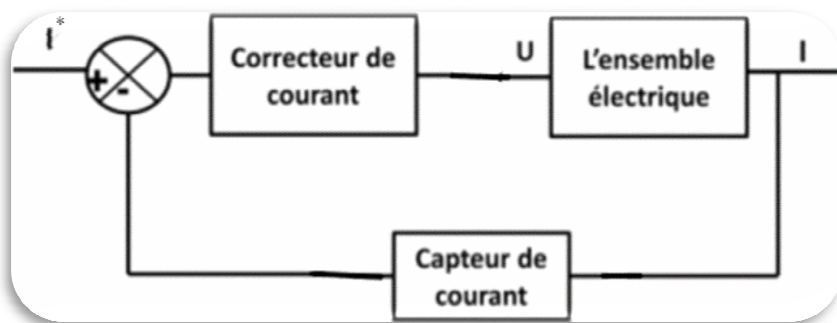 I*
+
-
Correcteur de
courant
U
L'ensemble
électrique
I
Capteur de
courant